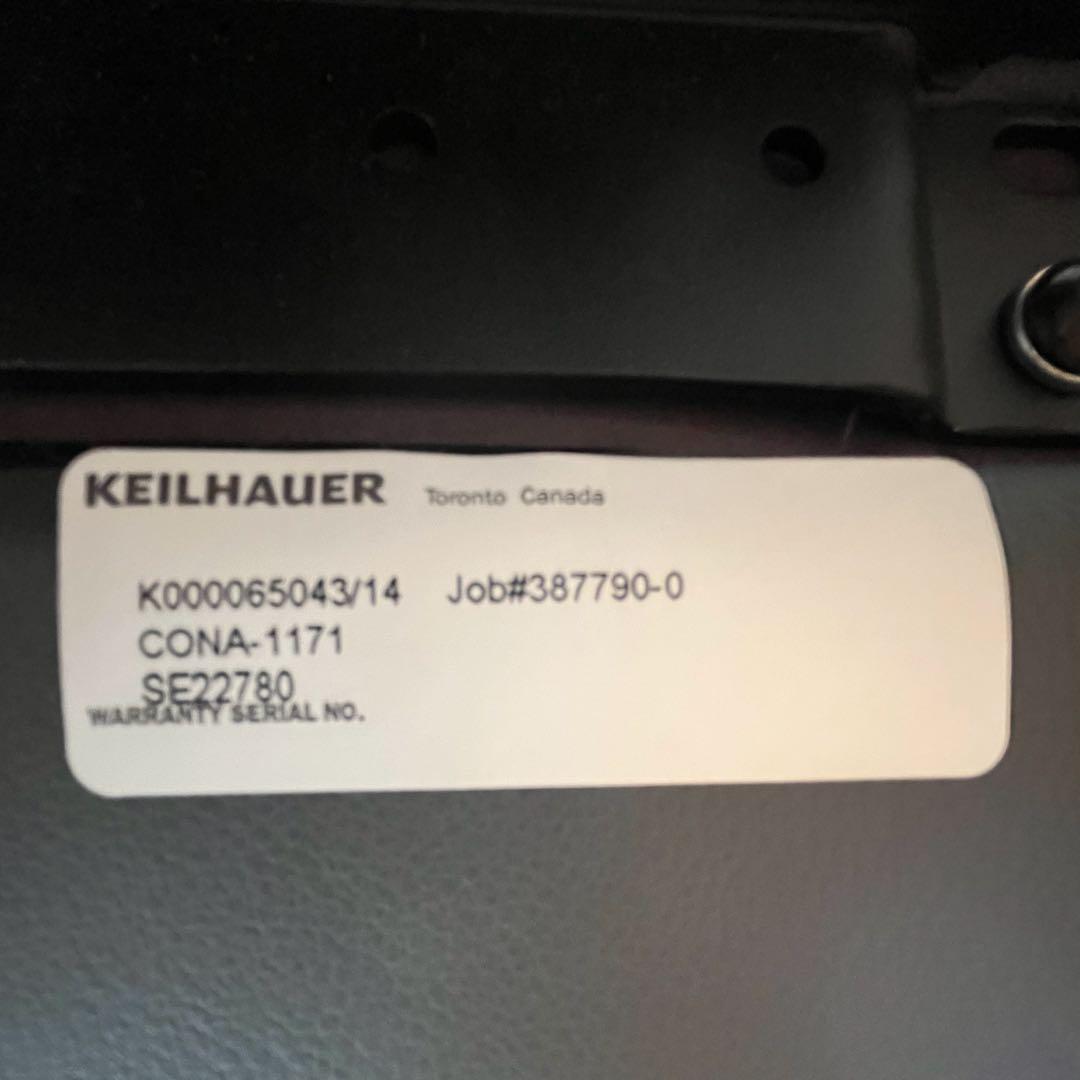 KEILHAUER Toronto Canada
K000065043/14 Job#387790-0
CONA-1171
SE22780
WARRANTY SERIAL NO.